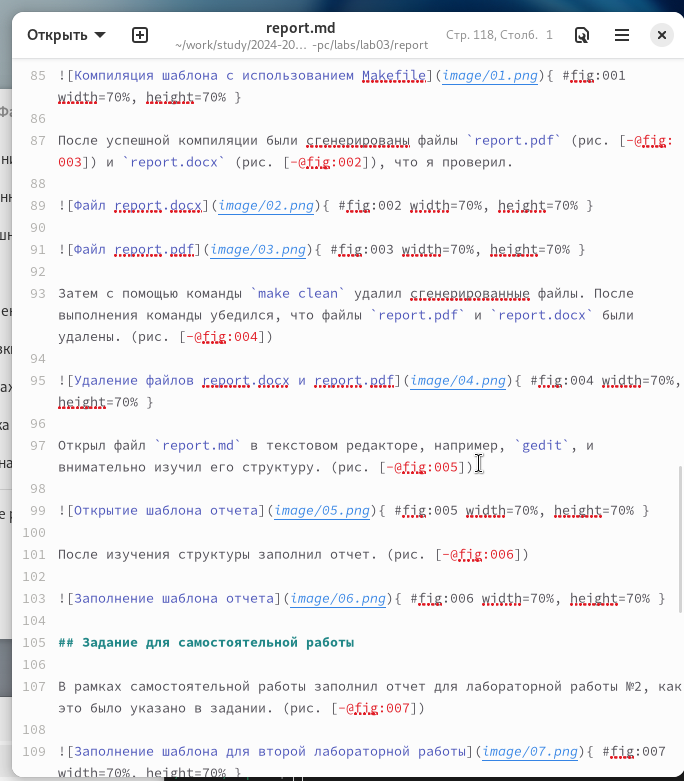 Открыть
report.md
~/work/study/2024-20... -pc/labs/lab03/report
Стр. 118, Столб. 1
85 ![Компиляция шаблона с использованием Makefile](image/01.png){ #fig:001
width=70%, height=70% }
86
87 После успешной компиляции были сгенерированы файлы `report.pdf` (рис. [-@fig:
003]) и `report.docx` (рис. [-@fig:002]), что я проверил.
88
89 ![Файл report.docx](image/02.png){ #fig:002 width=70%, height=70% }
90
91 ![Файл report.pdf](image/03.png){ #fig:003 width=70%, height=70% }
92
93 Затем с помощью команды `make clean` удалил сгенерированные файлы. После
выполнения команды убедился, что файлы `report.pdf` и `report.docx` были
удалены. (рис. [-@fig:004])
94
95 ![Удаление файлов report.docx и report.pdf](image/04.png){ #fig:004 width=70%,
height=70% }
96
97 Открыл файл `report.md` в текстовом редакторе, например, `gedit`, и
внимательно изучил его структуру. (рис. [-@fig:005])
98
99 ![Открытие шаблона отчета](image/05.png){ #fig:005 width=70%, height=70% }
100
101 После изучения структуры заполнил отчет. (рис. [-@fig:006])
102
103 ![Заполнение шаблона отчета](image/06.png){ #fig:006 width=70%, height=70% }
104
105 ## Задание для самостоятельной работы
106
107 В рамках самостоятельной работы заполнил отчет для лабораторной работы №2, как
это было указано в задании. (рис. [-@fig:007])
108
109 ![Заполнение шаблона для второй лабораторной работы](image/07.png){ #fig:007
width=70%, height=70% }